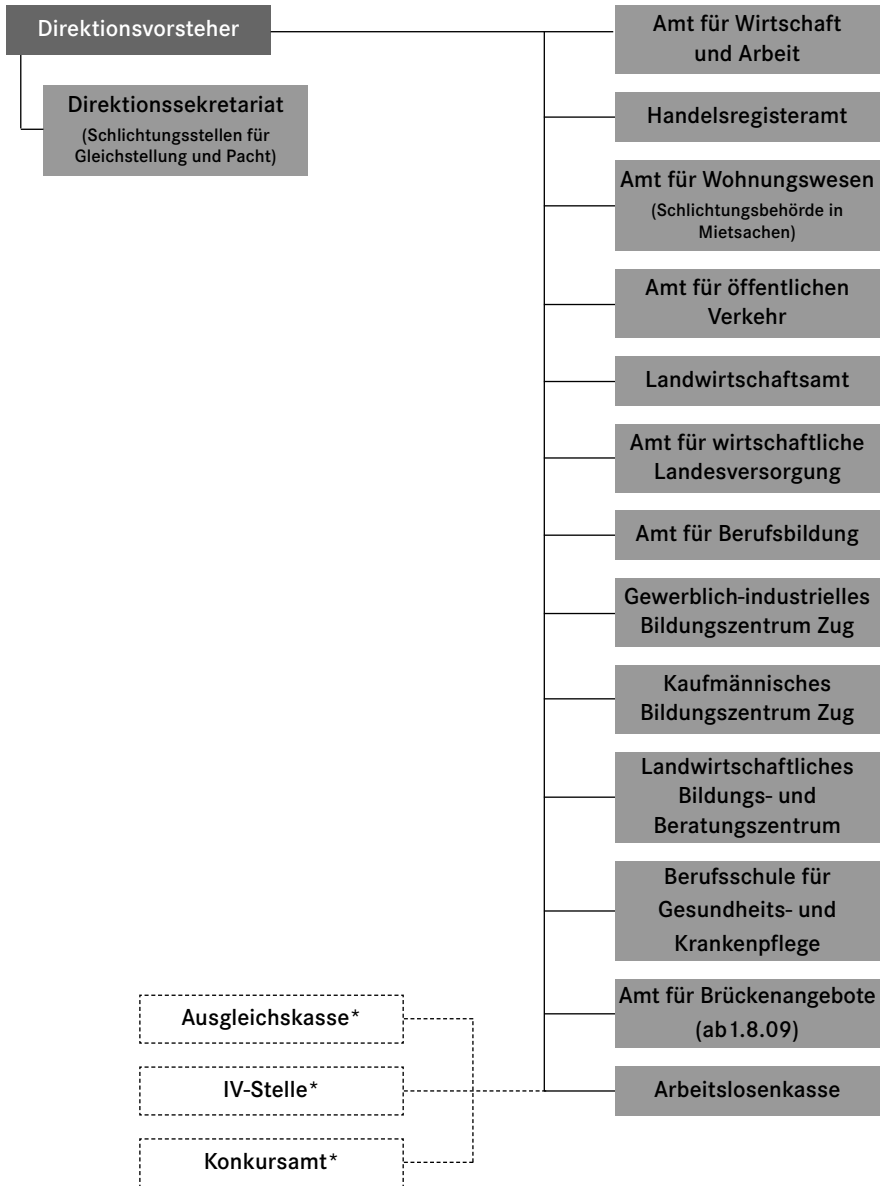 Direktionsvorsteher
Direktionssekretariat
(Schlichtungsstellen für
Gleichstellung und Pacht)
Amt für Wirtschaft
und Arbeit
Handelsregisteramt
Amt für Wohnungswesen
(Schlichtungsbehörde in
Mietsachen)
Amt für öffentlichen
Verkehr
Landwirtschaftsamt
Amt für wirtschaftliche
Landesversorgung
Amt für Berufsbildung
Gewerblich-industrielles
Bildungszentrum Zug
Kaufmännisches
Bildungszentrum Zug
Landwirtschaftliches
Bildungs- und
Beratungszentrum
Berufsschule für
Gesundheits- und
Krankenpflege
Amt für Brückenangebote
(ab 1.8.09)
Arbeitslosenkasse
Ausgleichskasse*
IV-Stelle*
Konkursamt*